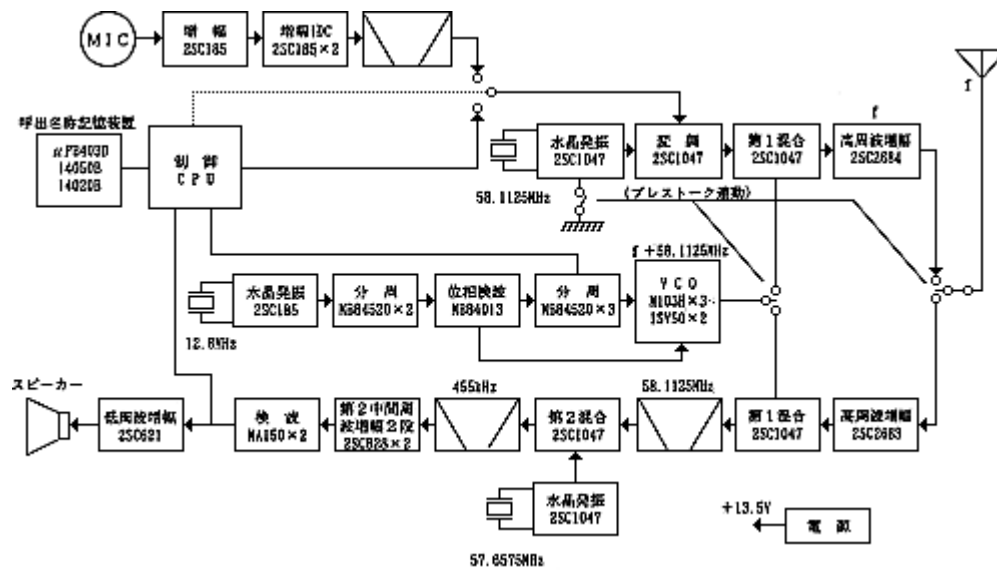 MIC
増 幅
2SC185
増幅IDC
2SC185×2
f
呼出名称記憶装置
μPB403D
14050B
14020B
制 御
CPU
水晶発振
2SC1047
変 調
2SC1047
第1混合
2SC1047
f
高周波増幅
2SC2684
58.1125MHz
(プレストーク連動)
水晶発振
2SC185
分 周
MB84520×2
位相検波
MB84013
分 周
MB84520×3
f+58.1125MHz
VCO
M103H×3
1SV50×2
12.8MHz
スピーカー
低周波増幅
2SC621
検 波
MA150×2
第2中間周
波増幅2段
2SC828×2
455kHz
第2混合
2SC1047
58.1125MHz
第1混合
2SC1047
高周波増幅
2SC2683
水晶発振
2SC1047
57.6575MHz
+13.5V
電 源